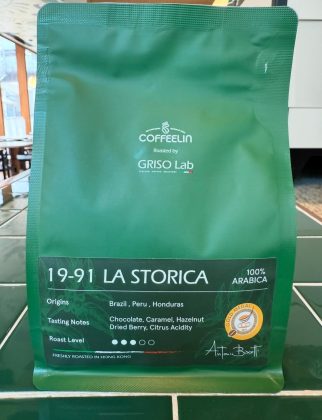 COFFEELIN
Roasted by
GRISO Lab
19-91 LA STORICA
100%
ARABICA
Origins
Brazil , Peru , Honduras
Tasting Notes
Chocolate, Caramel, Hazelnut
Dried Berry, Citrus Acidity
Roast Level
FRESHLY ROASTED IN HONG KONG